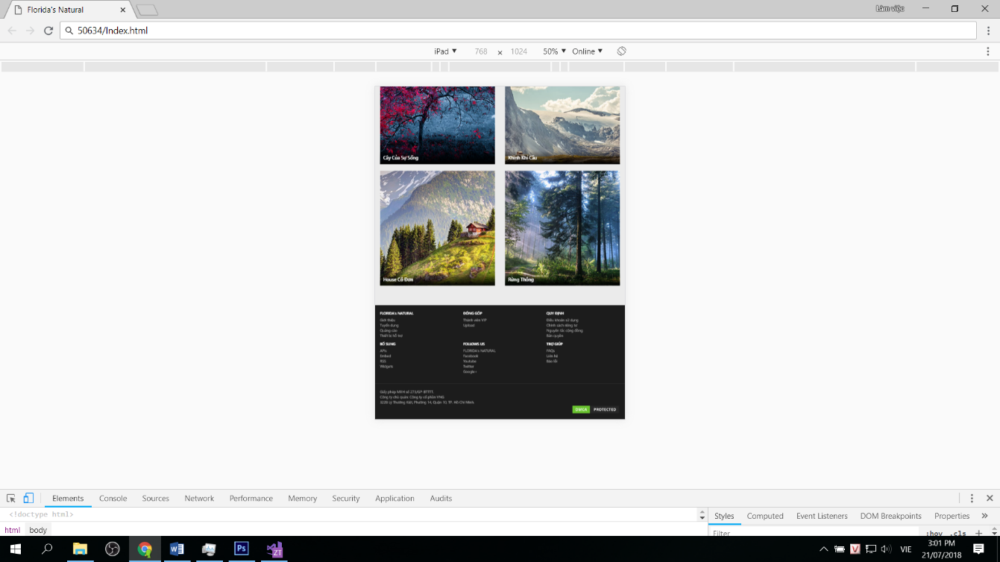 Florida's Natural
Làm việc
50634/Index.html
iPad 768 x 1024 50% Online
Cây Của Sự Sống
Khinh Khí Cầu
House Cô Đơn
Rừng Thông
FLORIDA's NATURAL
Giới thiệu
Tuyển dụng
Quảng cáo
Thiết bị hỗ trợ
ĐÓNG GÓP
Thành viên VIP
Upload
QUY ĐỊNH
Điều khoản sử dụng
Chính sách riêng tư
Nguyên tắc cộng đồng
Bản quyền
BỔ SUNG
APIs
Embed
RSS
Widgets
FOLLOWS US
FLORIDA's NATURAL
Facebook
Youtube
Twitter
Google+
TRỢ GIÚP
FAQs
Liên hệ
Báo lỗi
Giấy phép MXH số 270/GP BTTTT.
Công ty chủ quản: Công ty cổ phần VNG
Lý Thường Kiệt, Phường 14, Quận 10, TP. Hồ Chí Minh.
DMCA PROTECTED
Elements Console Sources Network Performance Memory Security Application Audits
<!doctype html>
html body
Styles Computed Event Listeners DOM Breakpoints Properties »
Filter :hov .cls +
Ps
ZT
V
VIE
3:01 PM
21/07/2018